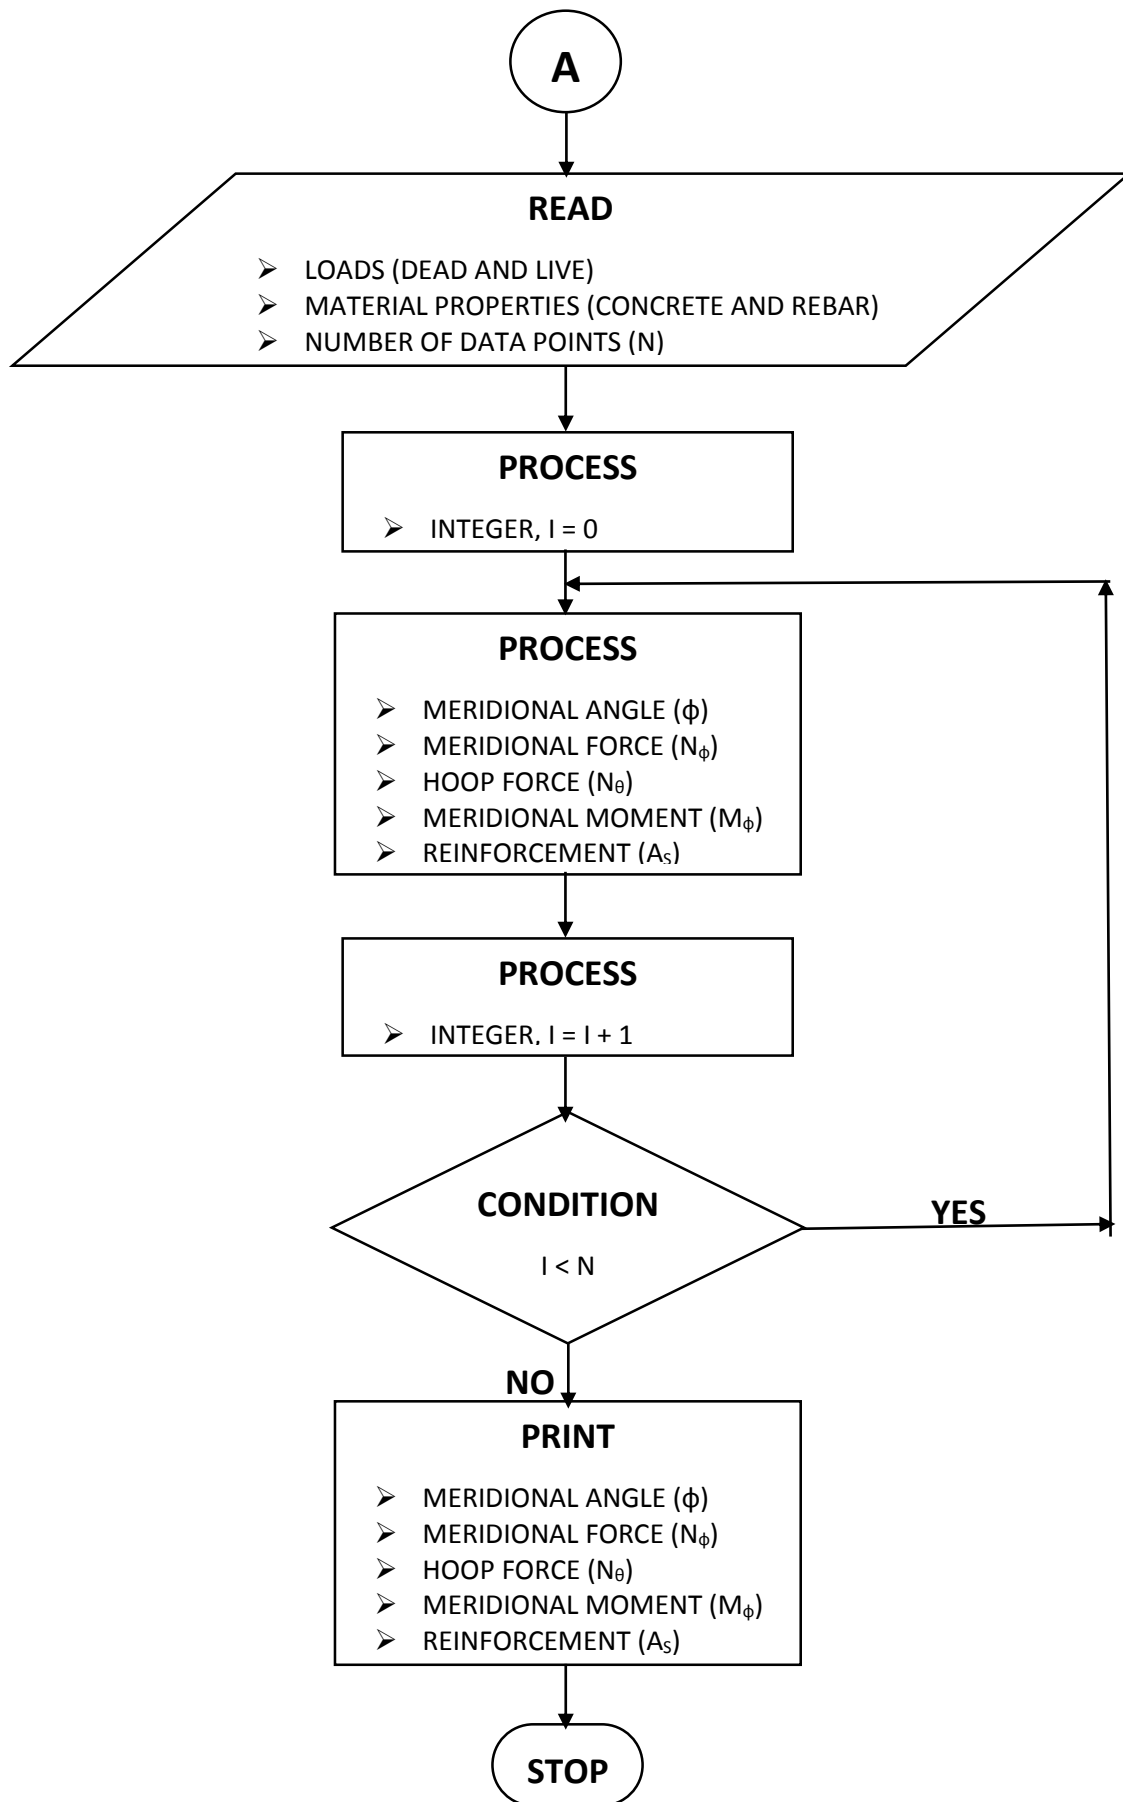 A
READ
➢ LOADS (DEAD AND LIVE)
➢ MATERIAL PROPERTIES (CONCRETE AND REBAR)
➢ NUMBER OF DATA POINTS (N)
PROCESS
➢ INTEGER, I = 0
PROCESS
➢ MERIDIONAL ANGLE (ϕ)
➢ MERIDIONAL FORCE (Nϕ)
➢ HOOP FORCE (Nθ)
➢ MERIDIONAL MOMENT (Mϕ)
➢ REINFORCEMENT (AS)
PROCESS
➢ INTEGER, I = I + 1
CONDITION
YES
I < N
NO
PRINT
➢ MERIDIONAL ANGLE (ϕ)
➢ MERIDIONAL FORCE (Nϕ)
➢ HOOP FORCE (Nθ)
➢ MERIDIONAL MOMENT (Mϕ)
➢ REINFORCEMENT (AS)
STOP